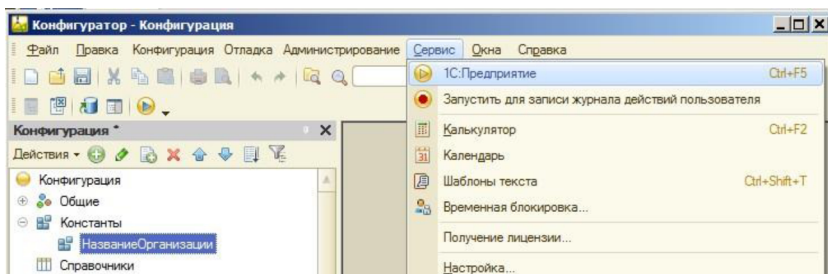 Конфигуратор - Конфигурация
Файл Правка Конфигурация Отладка Администрирование Сервис Окна Справка
1С:Предприятие Ctrl+F5
Запустить для записи журнала действий пользователя
Конфигурация *
Калькулятор Ctrl+F2
Действия
Календарь
31
Конфигурация
Шаблоны текста Ctrl+Shift+T
Общие
Временная блокировка...
Константы
НазваниеОрганизации
Получение лицензии...
Справочники
Настройка...